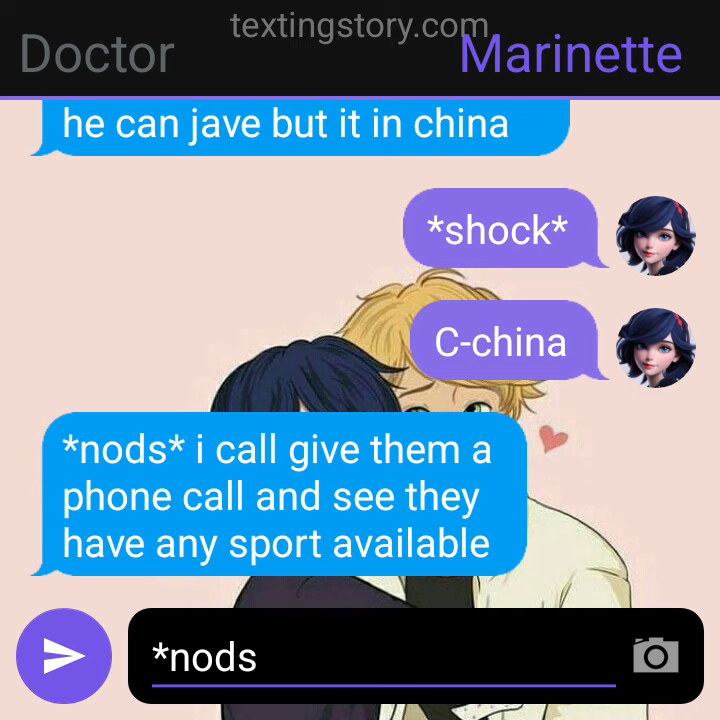 textingstory.com
Doctor
Marinette
he can jave but it in china
*shock*
C-china
*nods* i call give them a
phone call and see they
have any sport available
*nods